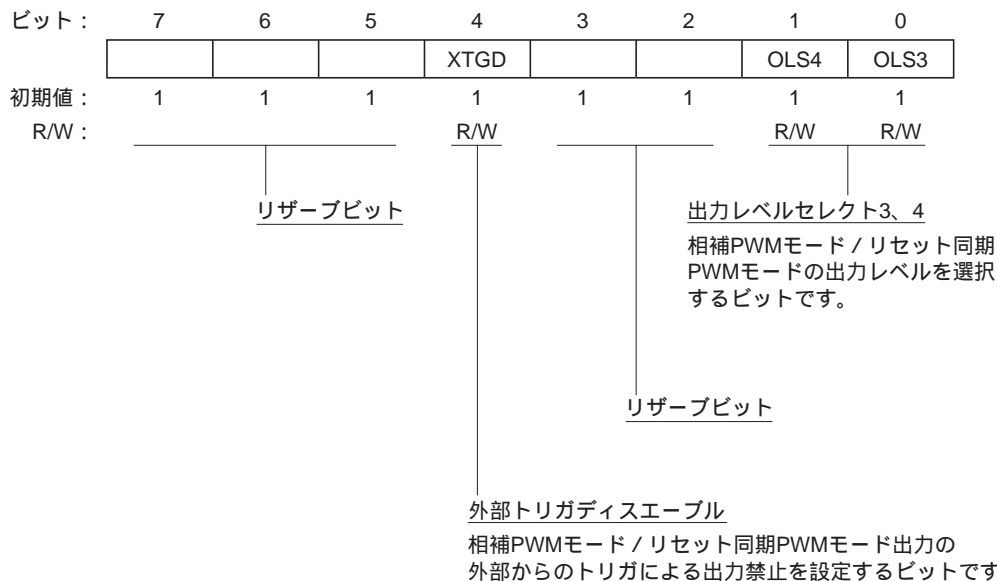 ビット： 7 6 5 4 3 2 1 0
XTGD OLS4 OLS3
初期値： 1 1 1 1 1 1 1 1
R/W： R/W R/W R/W
リザーブビット
出力レベルセレクト3、4
相補PWMモード／リセット同期
PWMモードの出力レベルを選択
するビットです。
リザーブビット
外部トリガディスエーブル
相補PWMモード／リセット同期PWMモード出力の
外部からのトリガによる出力禁止を設定するビットです